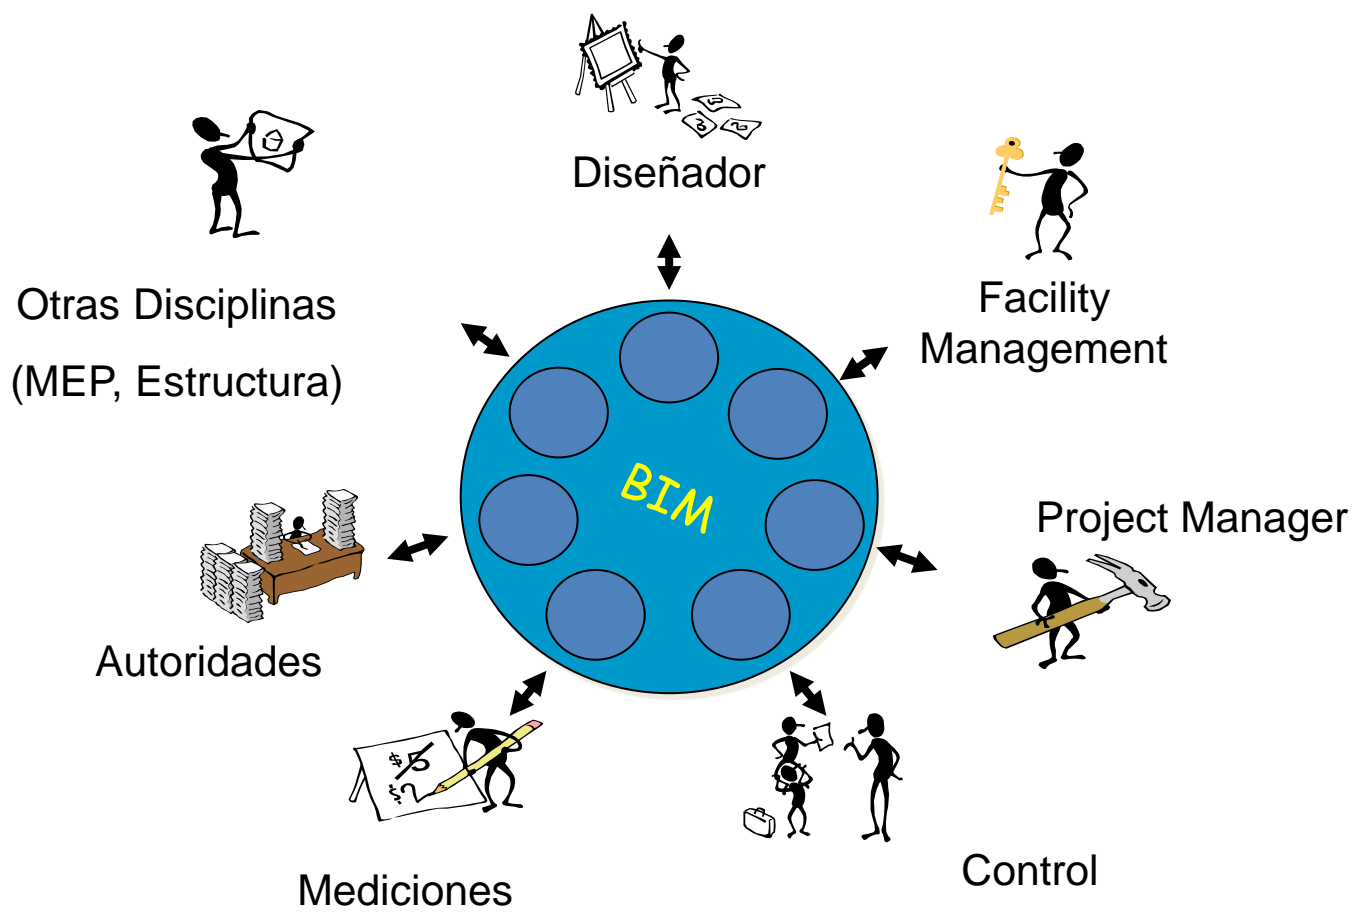 Diseñador
Facility
Management
Otras Disciplinas
(MEP, Estructura)
BIM
Project Manager
Autoridades
Control
Mediciones